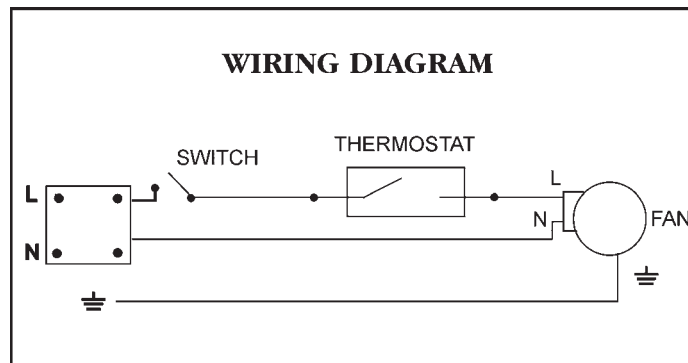 WIRING DIAGRAM
THERMOSTAT
SWITCH
L
L
N
FAN
N